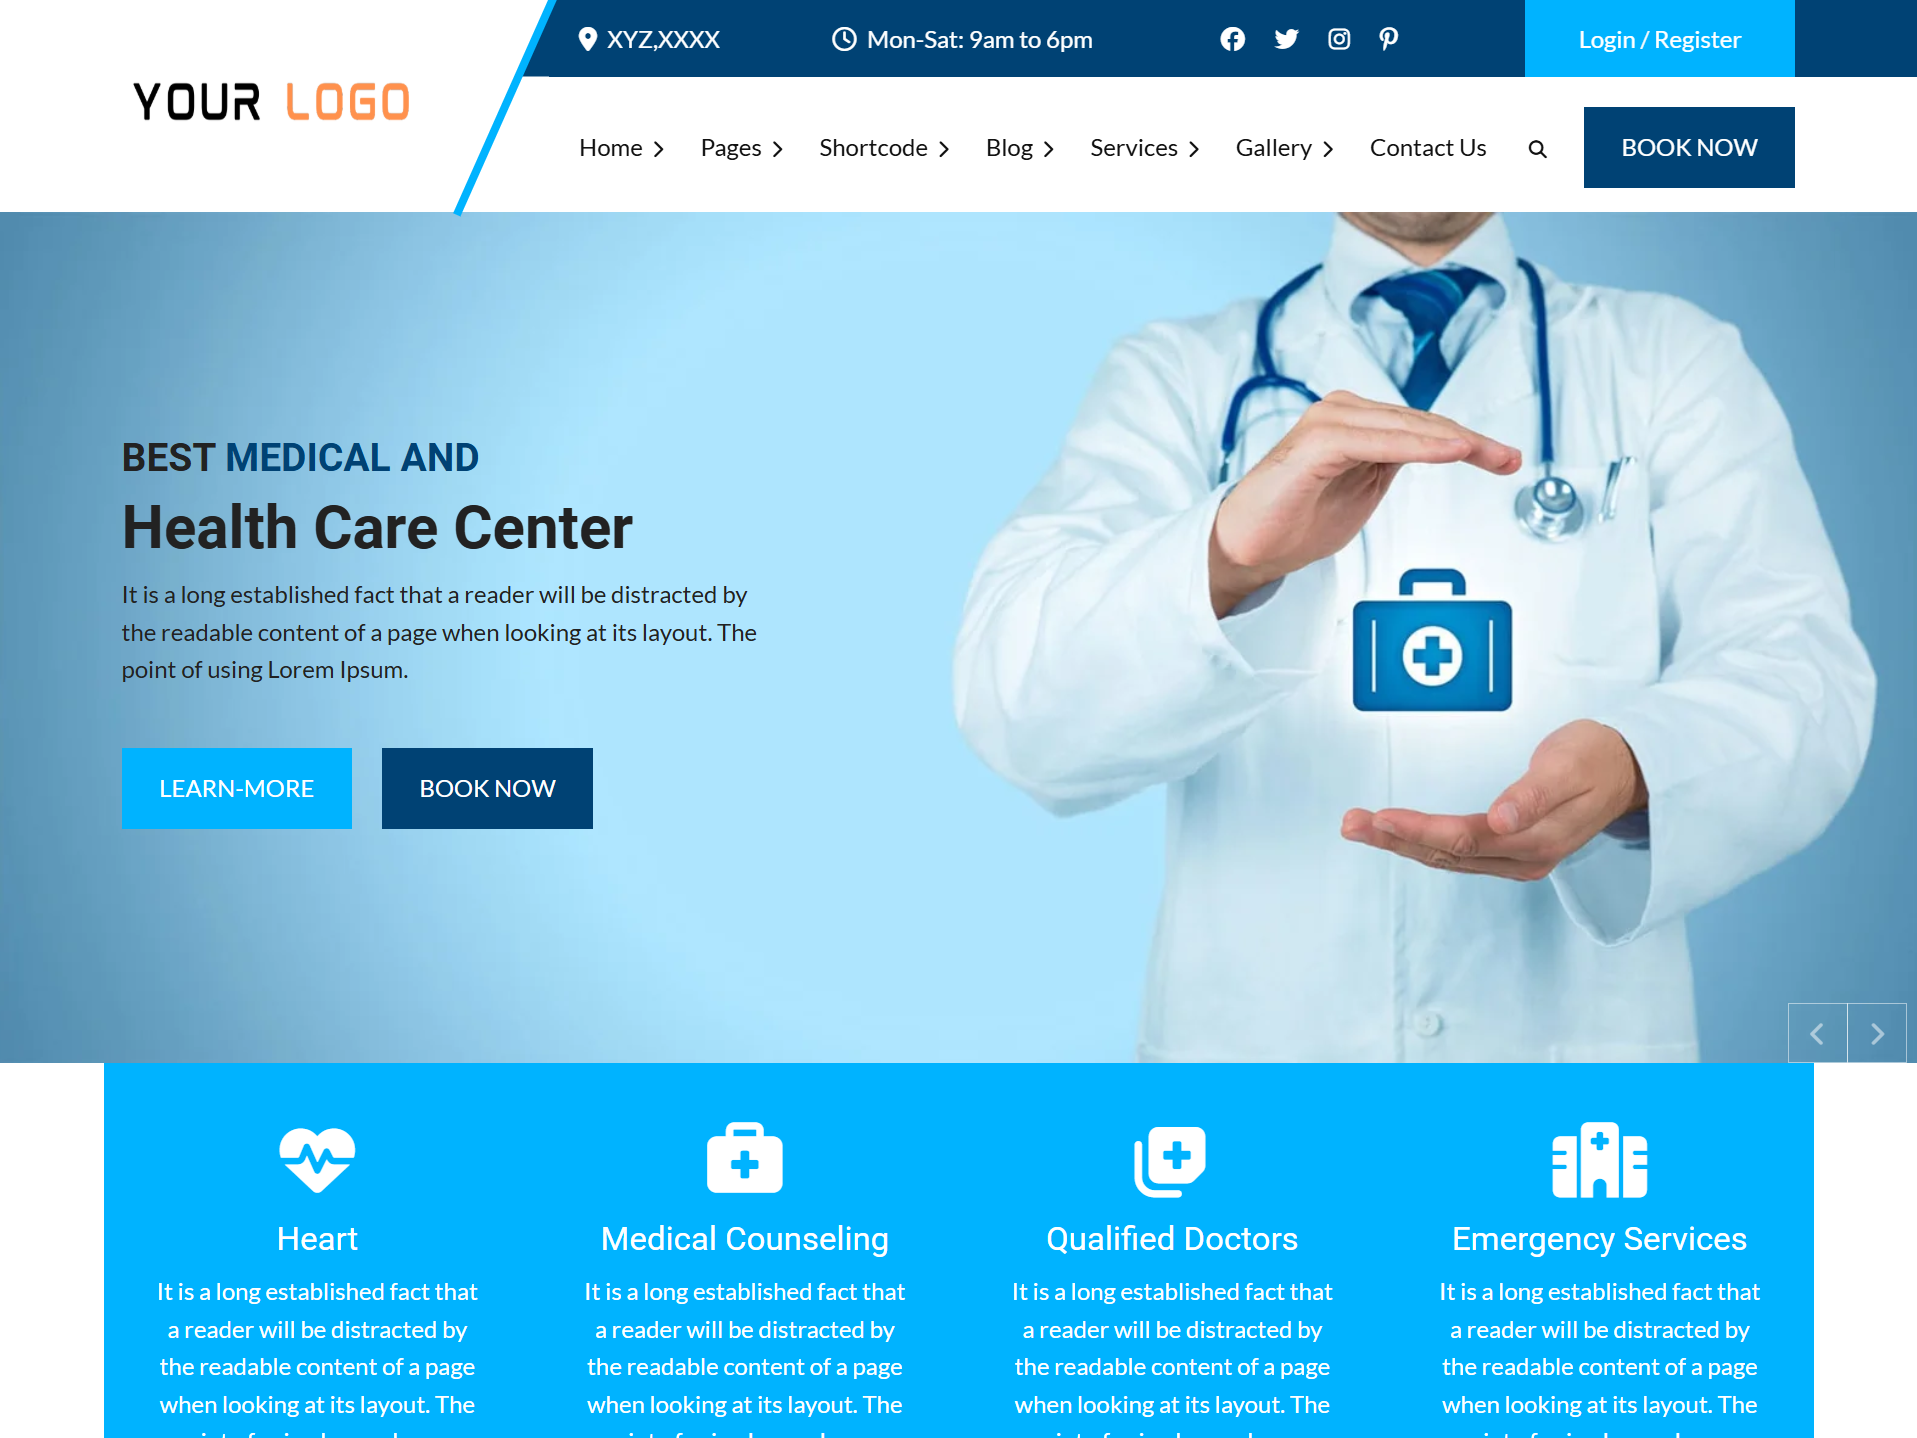 XYZ,XXXX
Mon-Sat: 9am to 6pm
Login / Register
YOUR LOGO
Home
Pages
Shortcode
Blog
Services
Gallery
Contact Us
BOOK NOW
BEST MEDICAL AND
Health Care Center
It is a long established fact that a reader will be distracted by
the readable content of a page when looking at its layout. The
point of using Lorem Ipsum.
LEARN-MORE
BOOK NOW
Heart
It is a long established fact that
a reader will be distracted by
the readable content of a page
when looking at its layout. The
Medical Counseling
It is a long established fact that
a reader will be distracted by
the readable content of a page
when looking at its layout. The
Qualified Doctors
It is a long established fact that
a reader will be distracted by
the readable content of a page
when looking at its layout. The
Emergency Services
It is a long established fact that
a reader will be distracted by
the readable content of a page
when looking at its layout. The